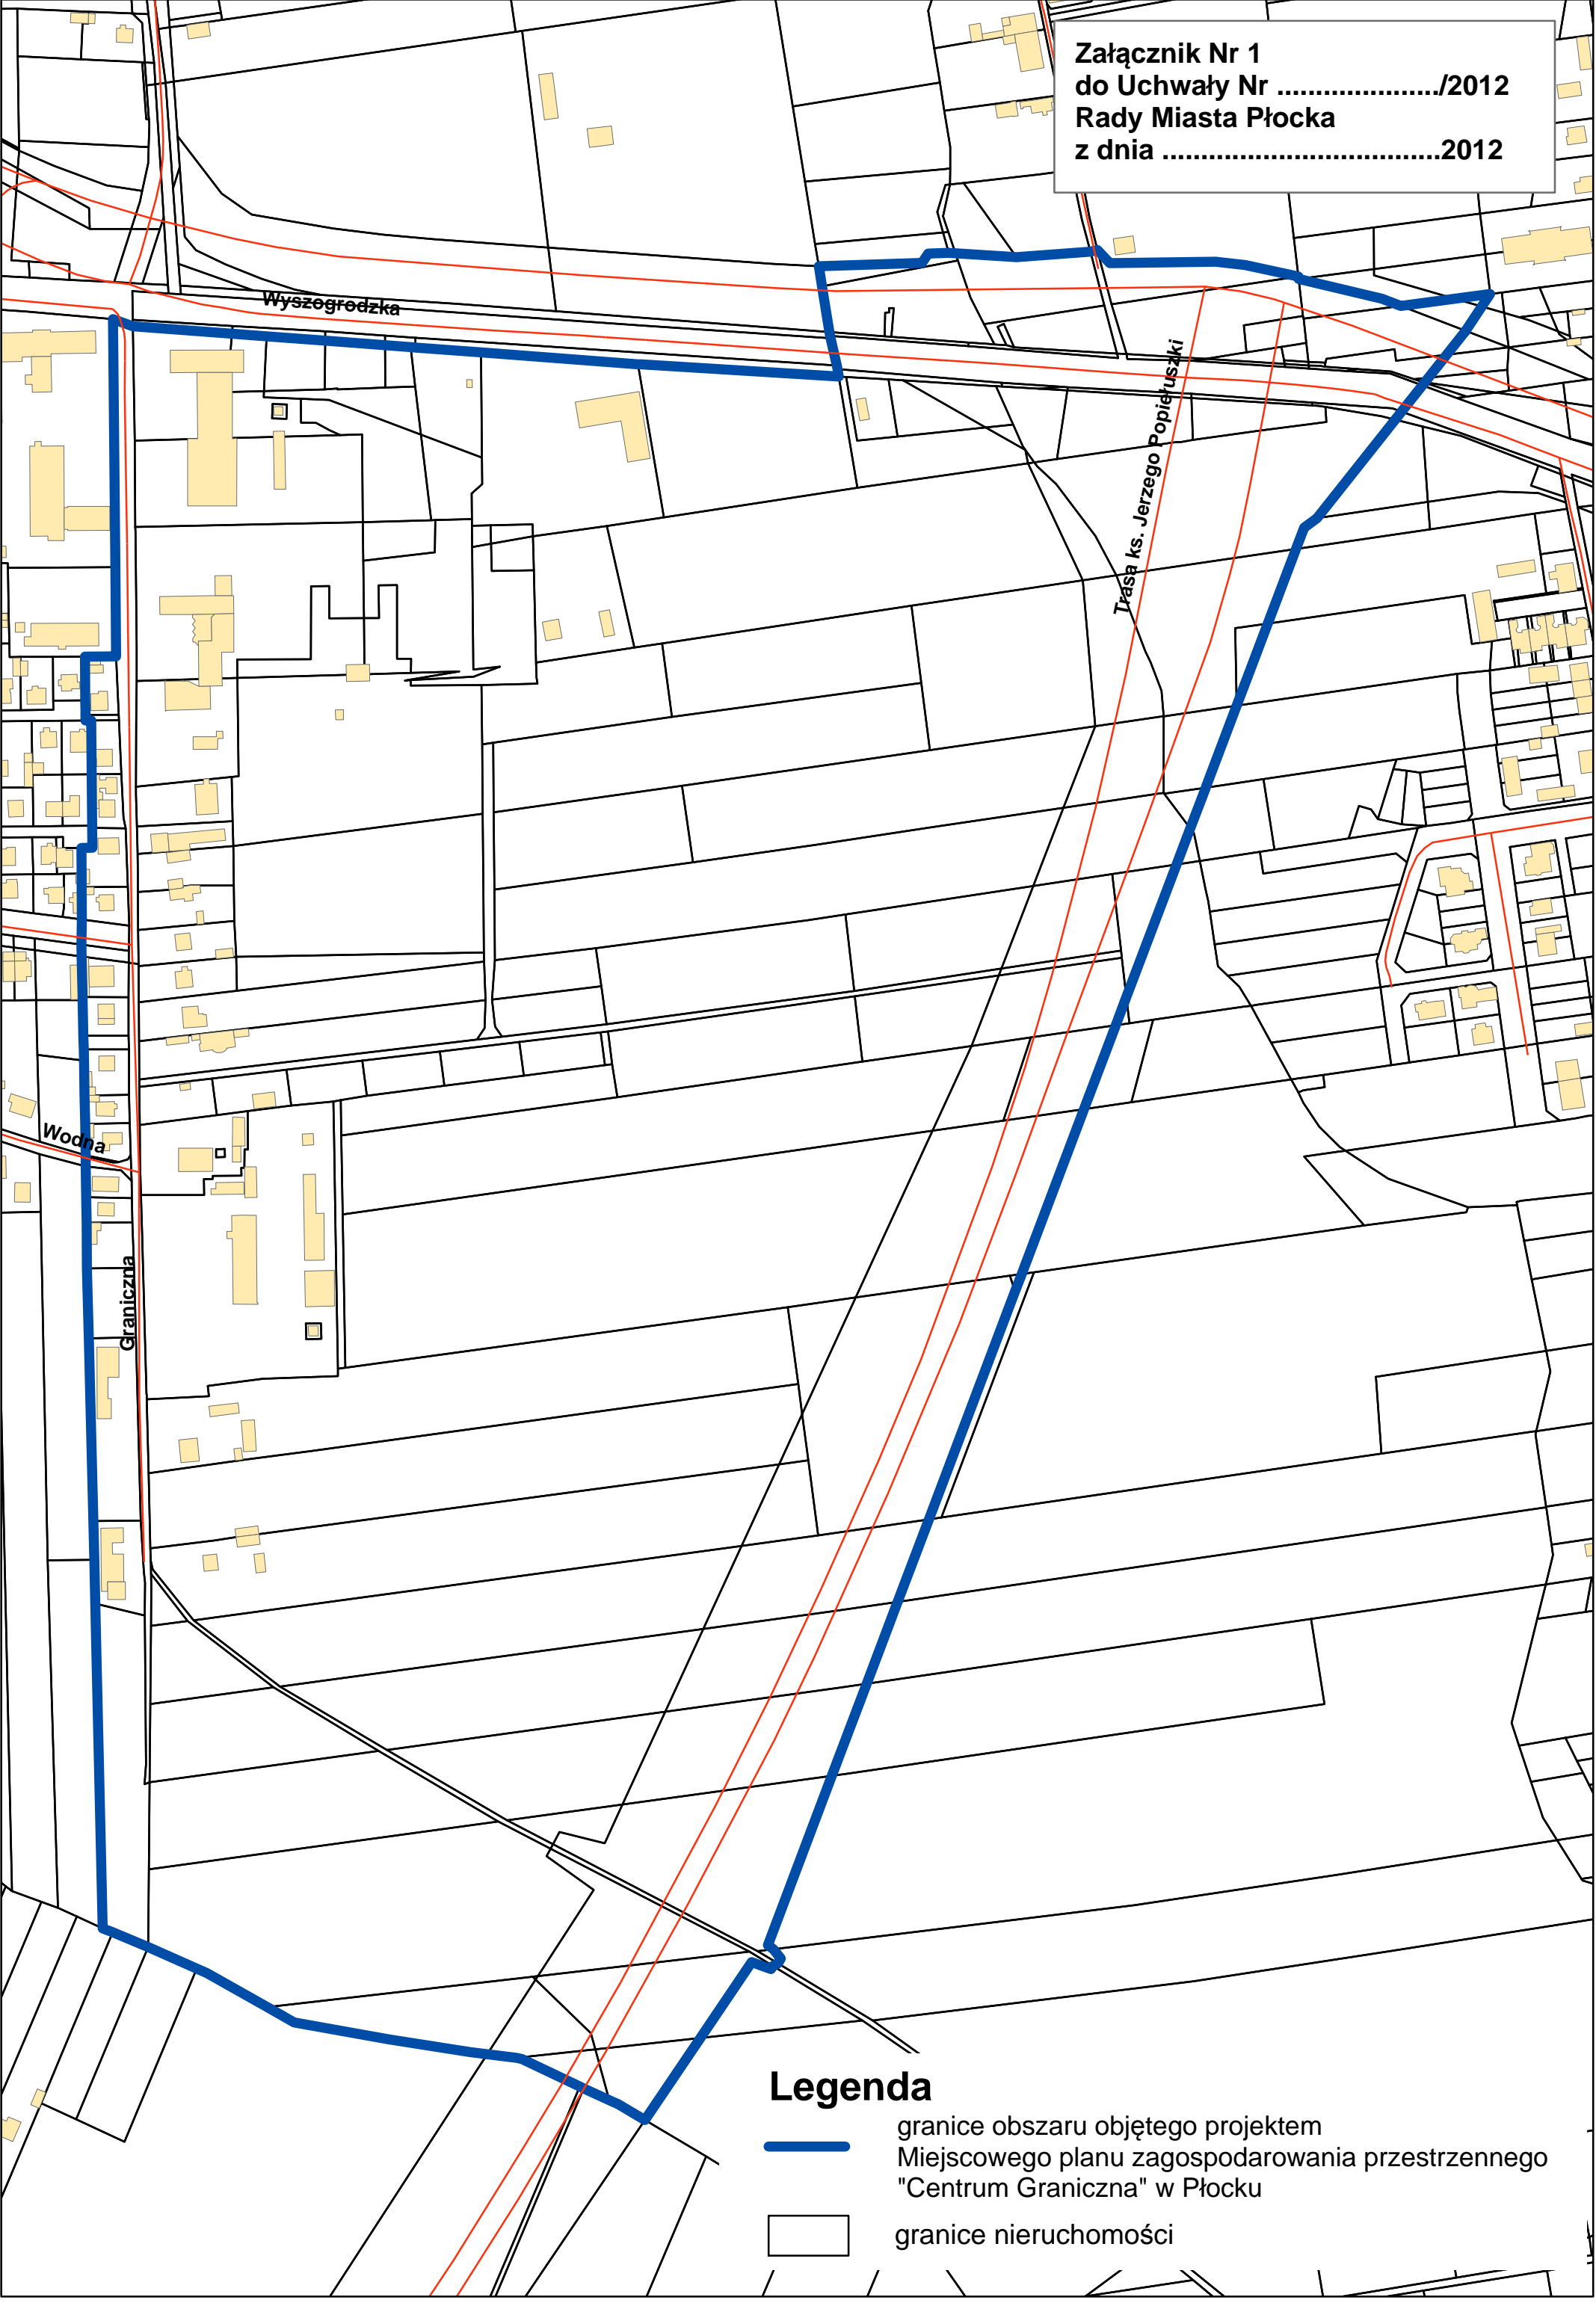 Załącznik Nr 1
do Uchwały Nr ...................../2012
Rady Miasta Płocka
z dnia ....................................2012
Wyszogrodzka
Trasa ks. Jerzego Popiełuszki
Wodna
Graniczna
Legenda
granice obszaru objętego projektem
Miejscowego planu zagospodarowania przestrzennego
"Centrum Graniczna" w Płocku
granice nieruchomości